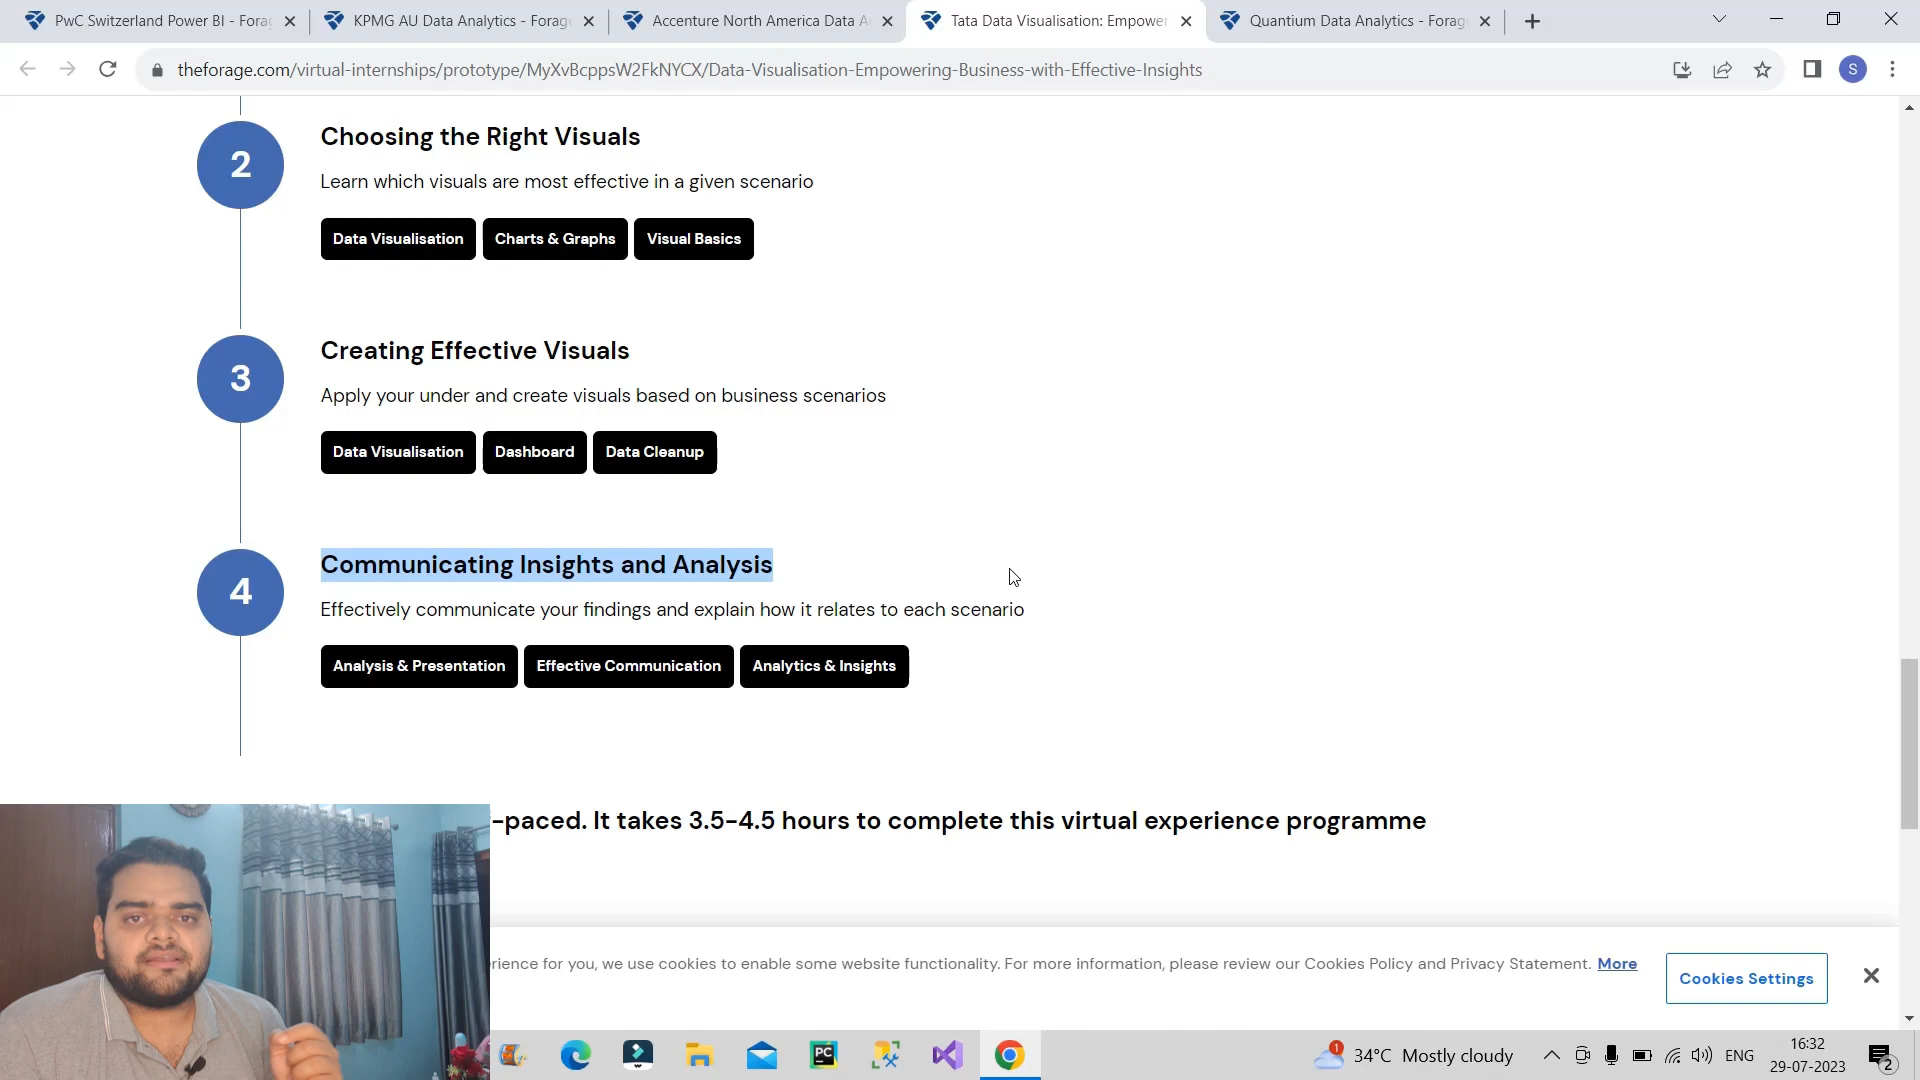 PwC Switzerland Power BI - Forag
KPMG AU Data Analytics - Forage
Accenture North America Data A
Tata Data Visualisation: Empower
Quantium Data Analytics - Forag
theforage.com/virtual-internships/prototype/MyXvBcppsW2FkNYCX/Data-Visualisation-Empowering-Business-with-Effective-Insights
S
2
Choosing the Right Visuals
Learn which visuals are most effective in a given scenario
Data Visualisation Charts & Graphs Visual Basics
3
Creating Effective Visuals
Apply your under and create visuals based on business scenarios
Data Visualisation Dashboard Data Cleanup
4
Communicating Insights and Analysis
Effectively communicate your findings and explain how it relates to each scenario
Analysis & Presentation Effective Communication Analytics & Insights
-paced. It takes 3.5-4.5 hours to complete this virtual experience programme
rience for you, we use cookies to enable some website functionality. For more information, please review our Cookies Policy and Privacy Statement. More
Cookies Settings
PC
1
34°C Mostly cloudy
ENG
16:32
29-07-2023
2